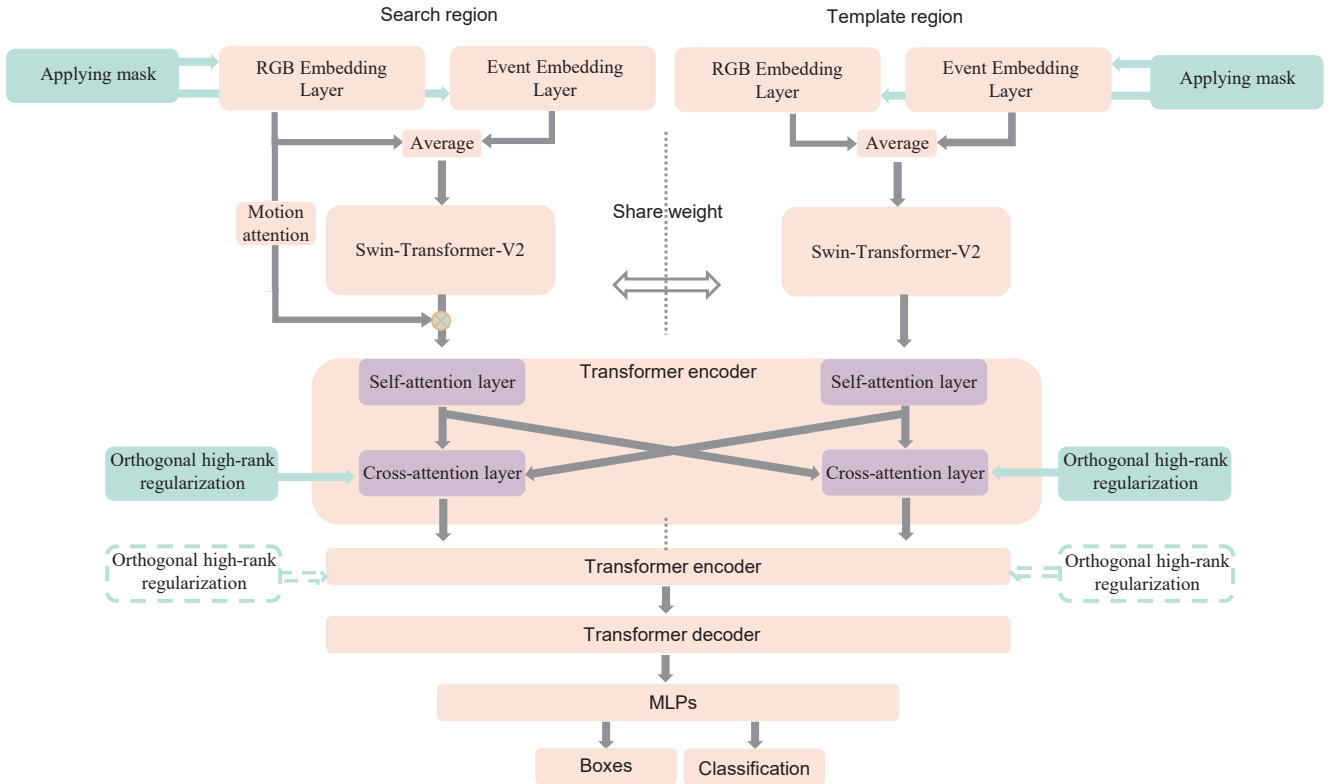 Search region
Template region
Applying mask
RGB Embedding
Layer
Event Embedding
Layer
RGB Embedding
Layer
Event Embedding
Layer
Applying mask
Average
Average
Motion
attention
Swin-Transformer-V2
Share weight
Swin-Transformer-V2
Self-attention layer
Transformer encoder
Self-attention layer
Orthogonal high-rank
regularization
Cross-attention layer
Cross-attention layer
Orthogonal high-rank
regularization
Orthogonal high-rank
regularization
Transformer encoder
Orthogonal high-rank
regularization
Transformer decoder
MLPs
Boxes
Classification